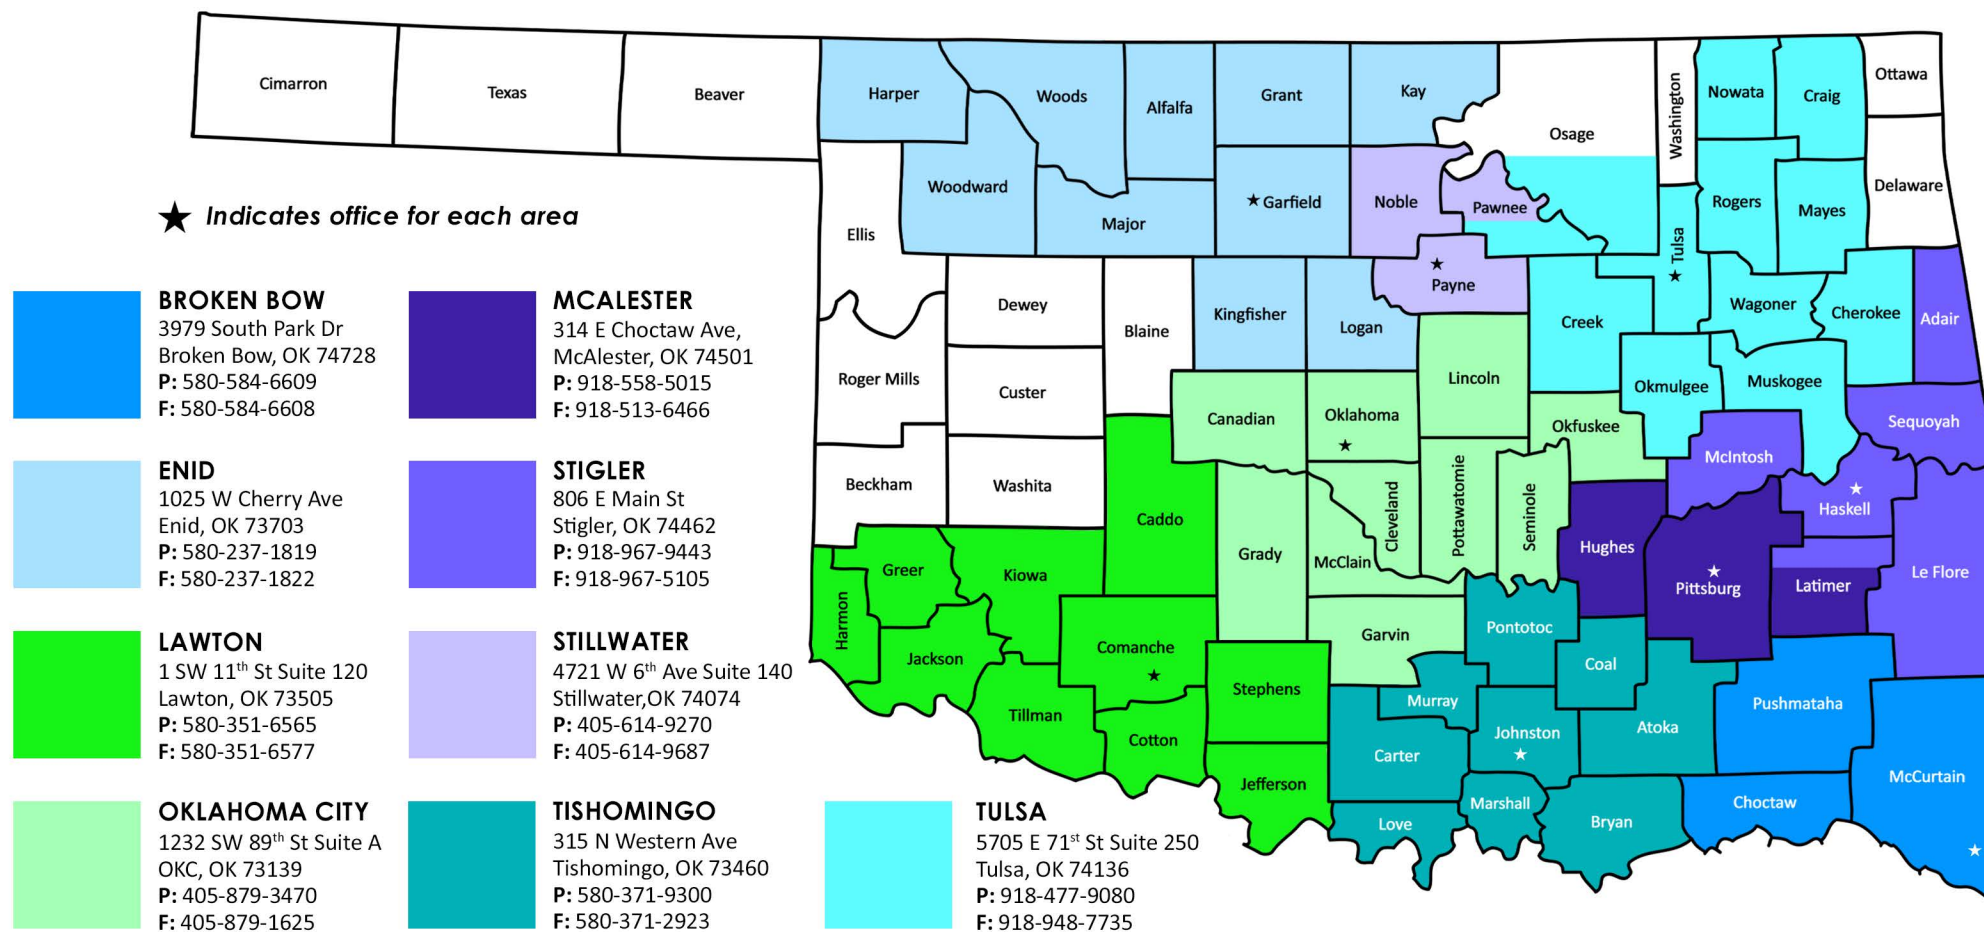 Cimarron
Texas
Beaver
Harper
Woods
Alfalfa
Grant
Kay
Osage
Washington
Nowata
Craig
Ottawa
Woodward
Major
Garfield
Noble
Pawnee
Tulsa
Rogers
Mayes
Delaware
Ellis
Dewey
Blaine
Kingfisher
Logan
Payne
Creek
Wagoner
Cherokee
Adair
Roger Mills
Custer
Canadian
Oklahoma
Lincoln
Okfuskee
Okmulgee
Muskogee
Sequoyah
Beckham
Washita
Caddo
Grady
McClain
Cleveland
Pottawatomie
Seminole
Hughes
McIntosh
Haskell
Pittsburg
Latimer
Le Flore
Harmon
Greer
Kiowa
Jackson
Comanche
Tillman
Cotton
Stephens
Jefferson
Garvin
Pontotoc
Coal
Murray
Johnston
Atoka
Pushmataha
Carter
Love
Marshall
Bryan
Choctaw
McCurtain
Indicates office for each area
BROKEN BOW
3979 South Park Dr
Broken Bow, OK 74728
P: 580-584-6609
F: 580-584-6608
MCALESTER
314 E Choctaw Ave,
McAlester, OK 74501
P: 918-558-5015
F: 918-513-6466
ENID
1025 W Cherry Ave
Enid, OK 73703
P: 580-237-1819
F: 580-237-1822
STIGLER
806 E Main St
Stigler, OK 74462
P: 918-967-9443
F: 918-967-5105
LAWTON
1 SW 11th St Suite 120
Lawton, OK 73505
P: 580-351-6565
F: 580-351-6577
STILLWATER
4721 W 6th Ave Suite 140
Stillwater,OK 74074
P: 405-614-9270
F: 405-614-9687
OKLAHOMA CITY
1232 SW 89th St Suite A
OKC, OK 73139
P: 405-879-3470
F: 405-879-1625
TISHOMINGO
315 N Western Ave
Tishomingo, OK 73460
P: 580-371-9300
F: 580-371-2923
TULSA
5705 E 71st St Suite 250
Tulsa, OK 74136
P: 918-477-9080
F: 918-948-7735